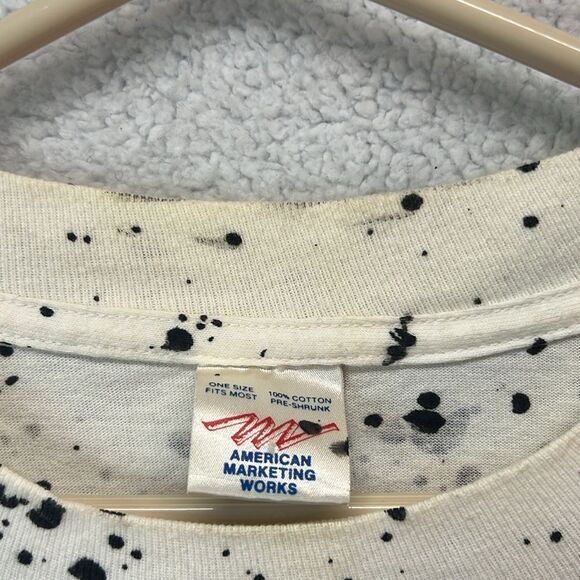 ONE SIZE
FITS MOST
100% COTTON
PRE-SHRUNK
AMERICAN
MARKETING
WORKS